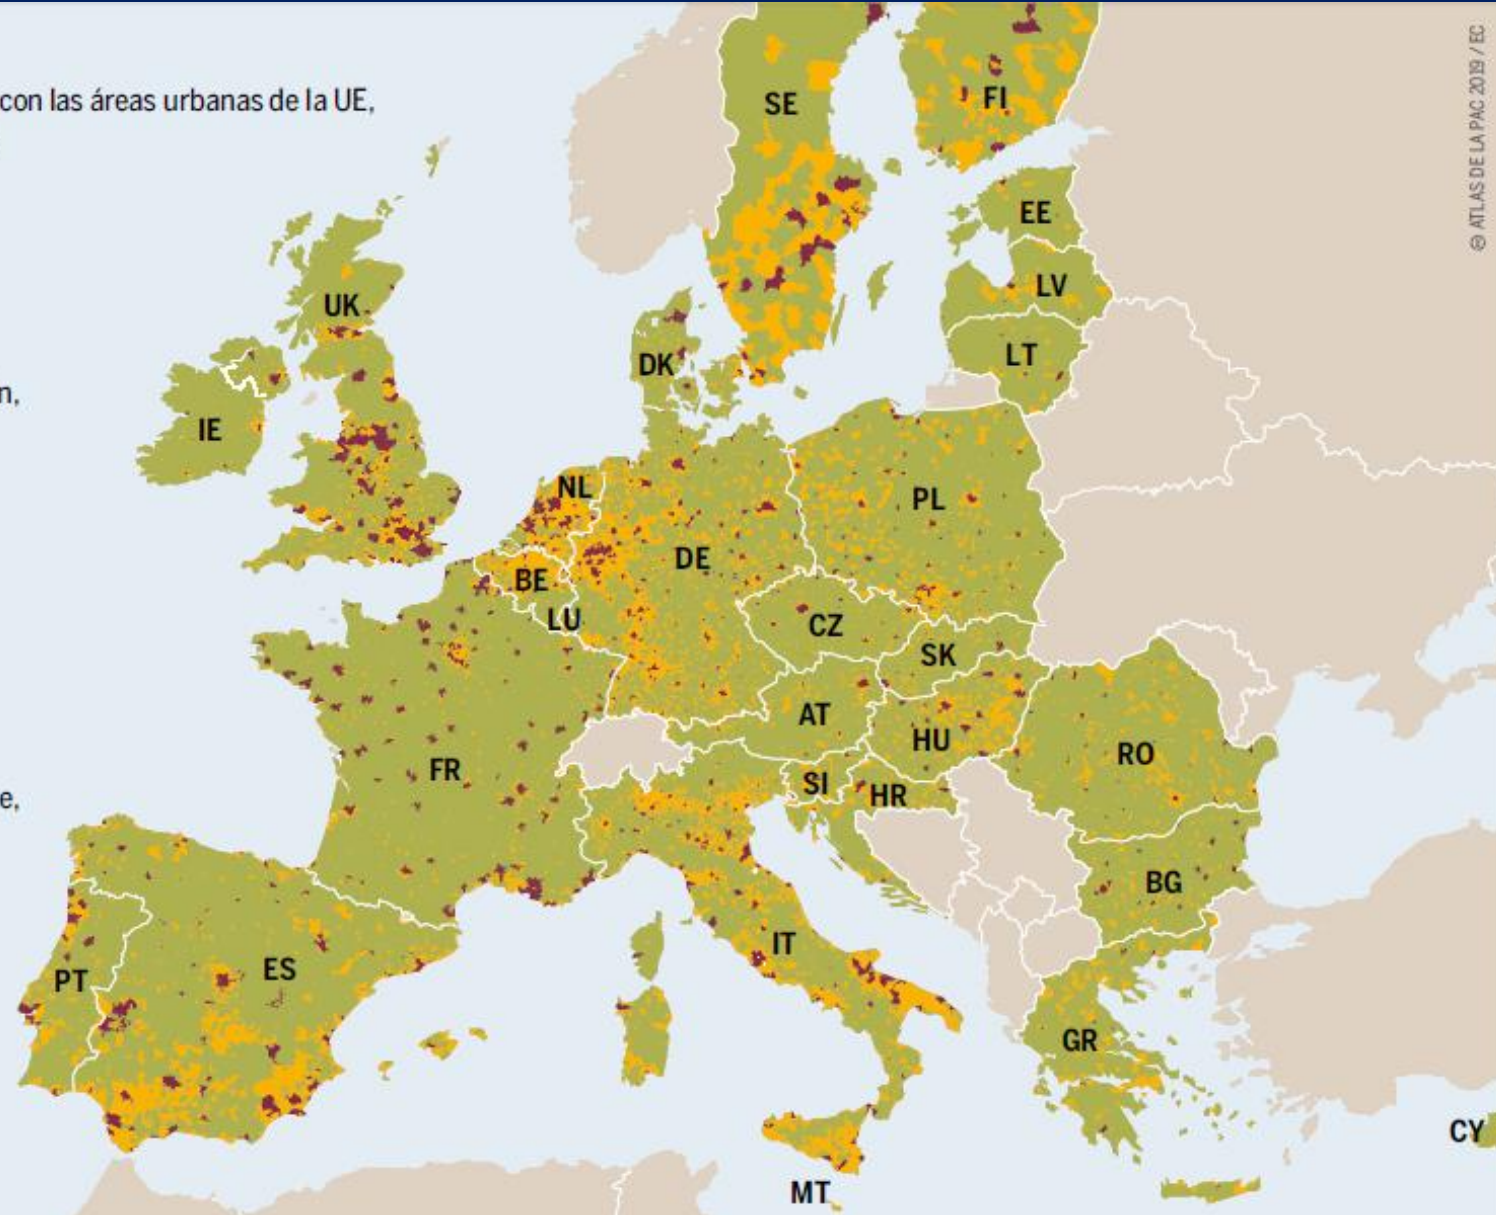 con las áreas urbanas de la UE,
© ATLAS DE LA PAC 2019 / EC
SE
FI
EE
UK
LV
LT
DK
n,
IE
NL
PL
DE
BE
LU
CZ
SK
AT
HU
FR
RO
SI
HR
e,
BG
IT
ES
PT
GR
CY
MT